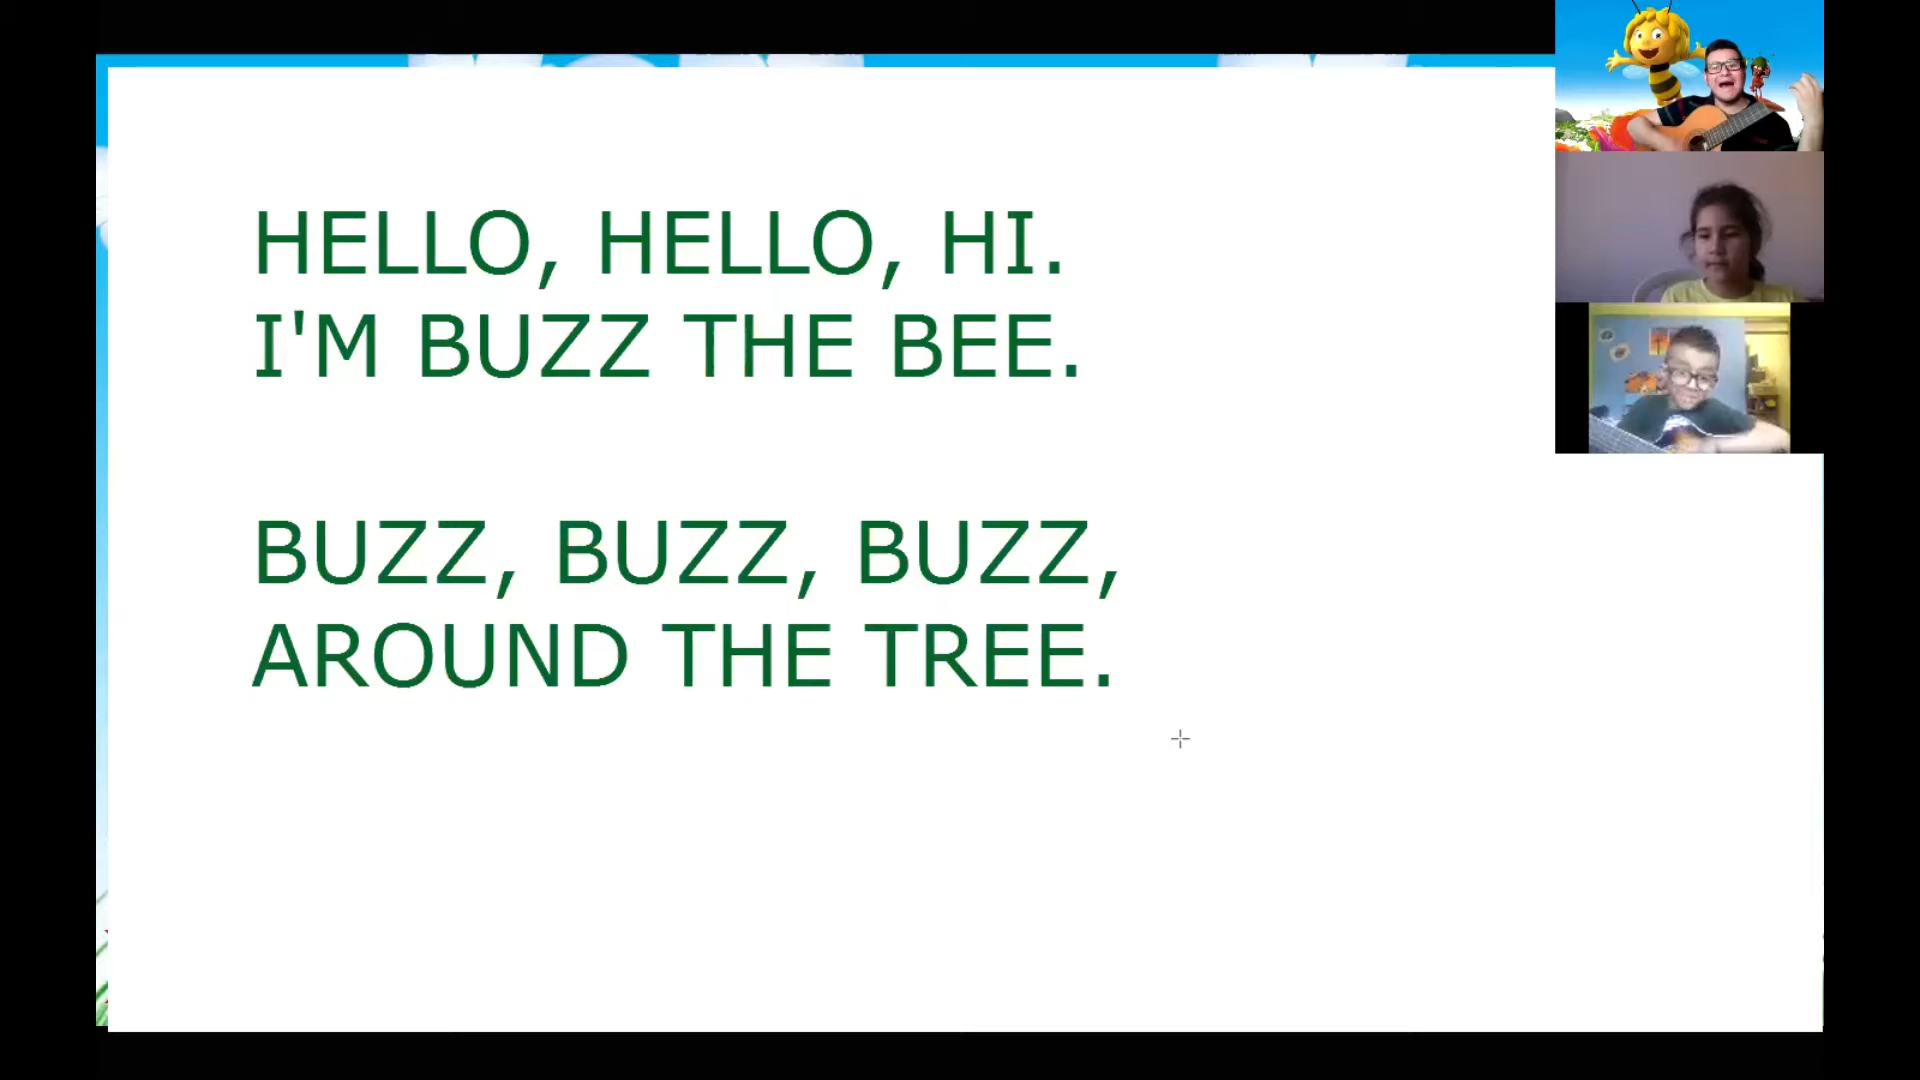 HELLO, HELLO, HI.
I'M BUZZ THE BEE.
BUZZ, BUZZ, BUZZ,
AROUND THE TREE.